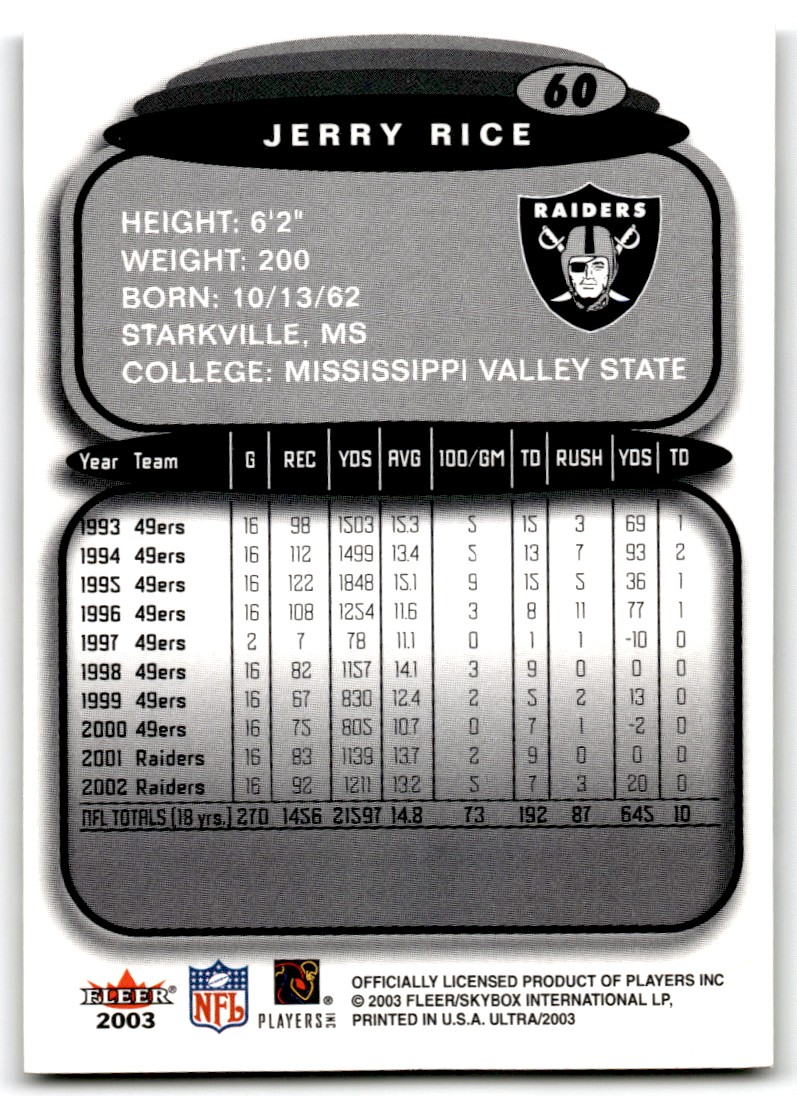 60
JERRY RICE
RAIDERS
HEIGHT: 6'2"
WEIGHT: 200
BORN: 10/13/62
STARKVILLE, MS
COLLEGE: MISSISSIPPI VALLEY STATE
Year Team G REC YDS AVG 100/GM TD RUSH YDS TD
1993 49ers 16 98 1503 15.3 5 15 3 69 1
1994 49ers 16 112 1499 13.4 5 13 7 93 2
1995 49ers 16 122 1848 15.1 9 15 5 36 1
1996 49ers 16 108 1254 11.6 3 8 11 77 1
1997 49ers 2 7 78 11.1 0 1 1 -10 0
1998 49ers 16 82 1157 14.1 3 9 0 0 0
1999 49ers 16 67 830 12.4 2 5 2 13 0
2000 49ers 16 75 805 10.7 0 7 1 -2 0
2001 Raiders 16 83 1139 13.7 2 9 0 0 0
2002 Raiders 16 92 1211 13.2 5 7 3 20 0
NFL TOTALS (18 yrs.) 270 1456 21597 14.8 73 192 87 645 10
FLEER®
2003
NFL
PLAYERS INC ®
OFFICIALLY LICENSED PRODUCT OF PLAYERS INC
© 2003 FLEER/SKYBOX INTERNATIONAL LP,
PRINTED IN U.S.A. ULTRA/2003